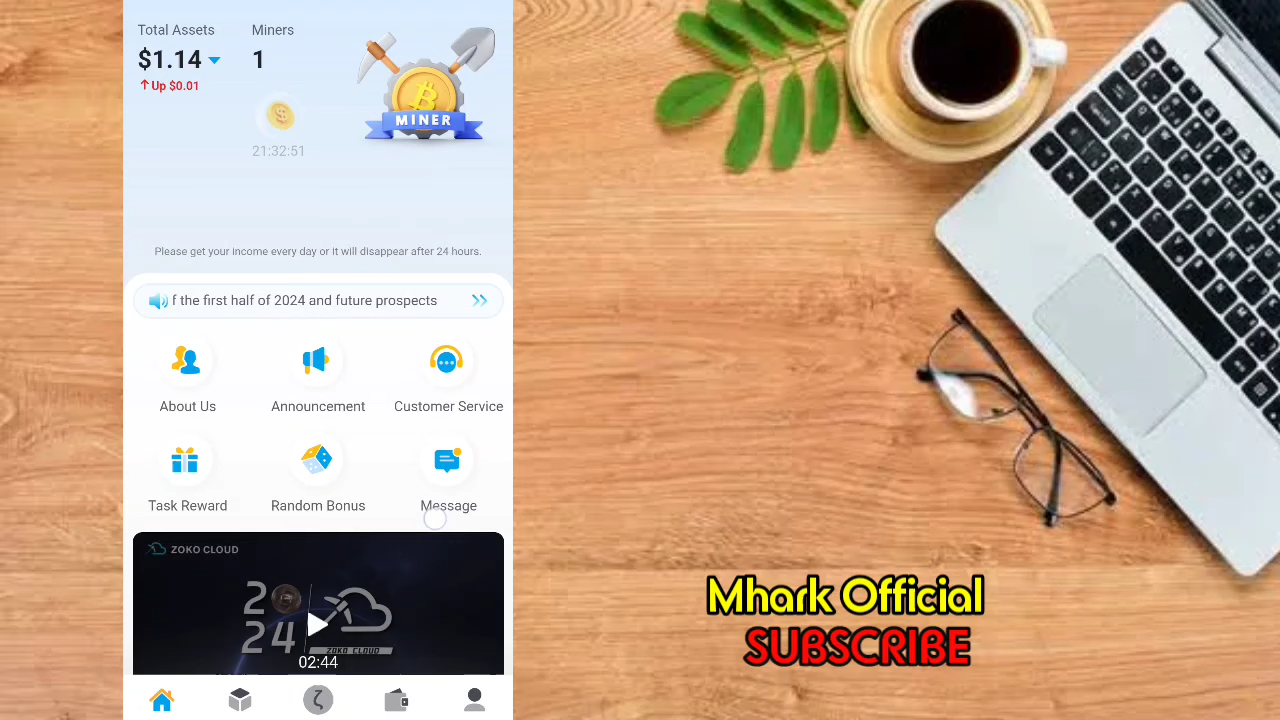 Total Assets
Miners
$1.14
1
Up $0.01
MINER
21:32:51
Please get your income every day or it will disappear after 24 hours.
f the first half of 2024 and future prospects
About Us
Announcement
Customer Service
Task Reward
Random Bonus
Message
ZOKO CLOUD
2024
ZOKO CLOUD
02:44
Mhark Official
SUBSCRIBE